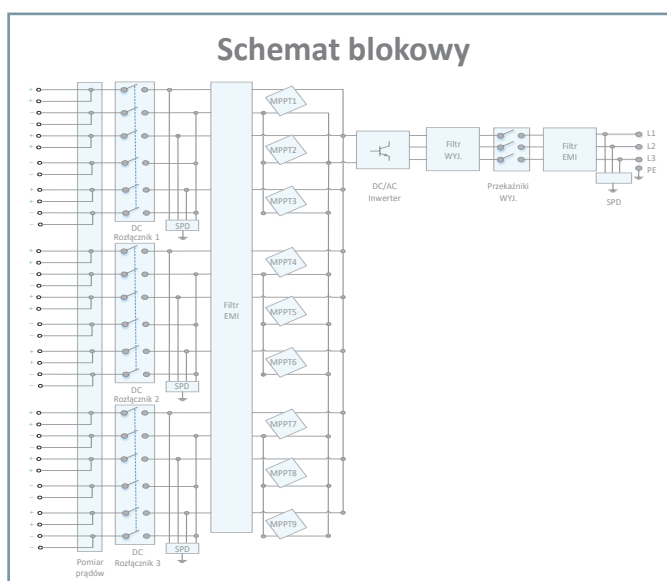 Schemat blokowy
MPPT1
MPPT2
MPPT3
MPPT4
MPPT5
MPPT6
MPPT7
MPPT8
MPPT9
SPD
DC
Rozłącznik 1
SPD
DC
Rozłącznik 2
SPD
DC
Rozłącznik 3
Pomiar
prądów
Filtr
EMI
DC/AC
Inwerter
Filtr
WYJ.
Przekaźniki
WYJ.
Filtr
EMI
SPD
L1
L2
L3
PE